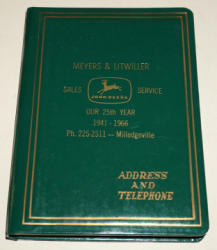 MEYERS & LITWILLER
SALES SERVICE
JOHN DEERE
OUR 25th YEAR
1941 - 1966
Ph. 225-2511 — Milledgeville
ADDRESS
AND
TELEPHONE